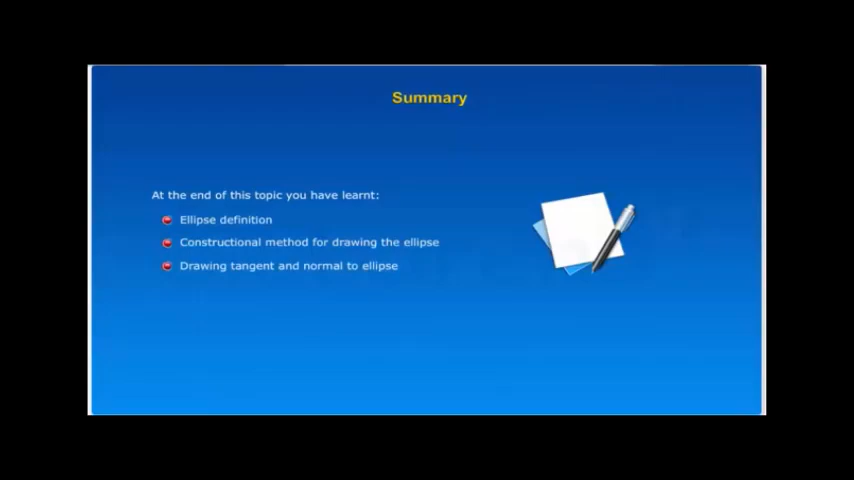 Summary
At the end of this topic you have learnt:
Ellipse definition
Constructional method for drawing the ellipse
Drawing tangent and normal to ellipse